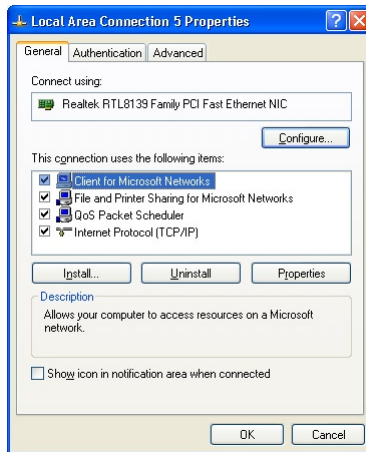 Local Area Connection 5 Properties
General Authentication Advanced
Connect using:
Realtek RTL8139 Family PCI Fast Ethernet NIC
Configure...
This connection uses the following items:
Client for Microsoft Networks
File and Printer Sharing for Microsoft Networks
QoS Packet Scheduler
Internet Protocol (TCP/IP)
Install... Uninstall Properties
Description
Allows your computer to access resources on a Microsoft
network.
Show icon in notification area when connected
OK Cancel